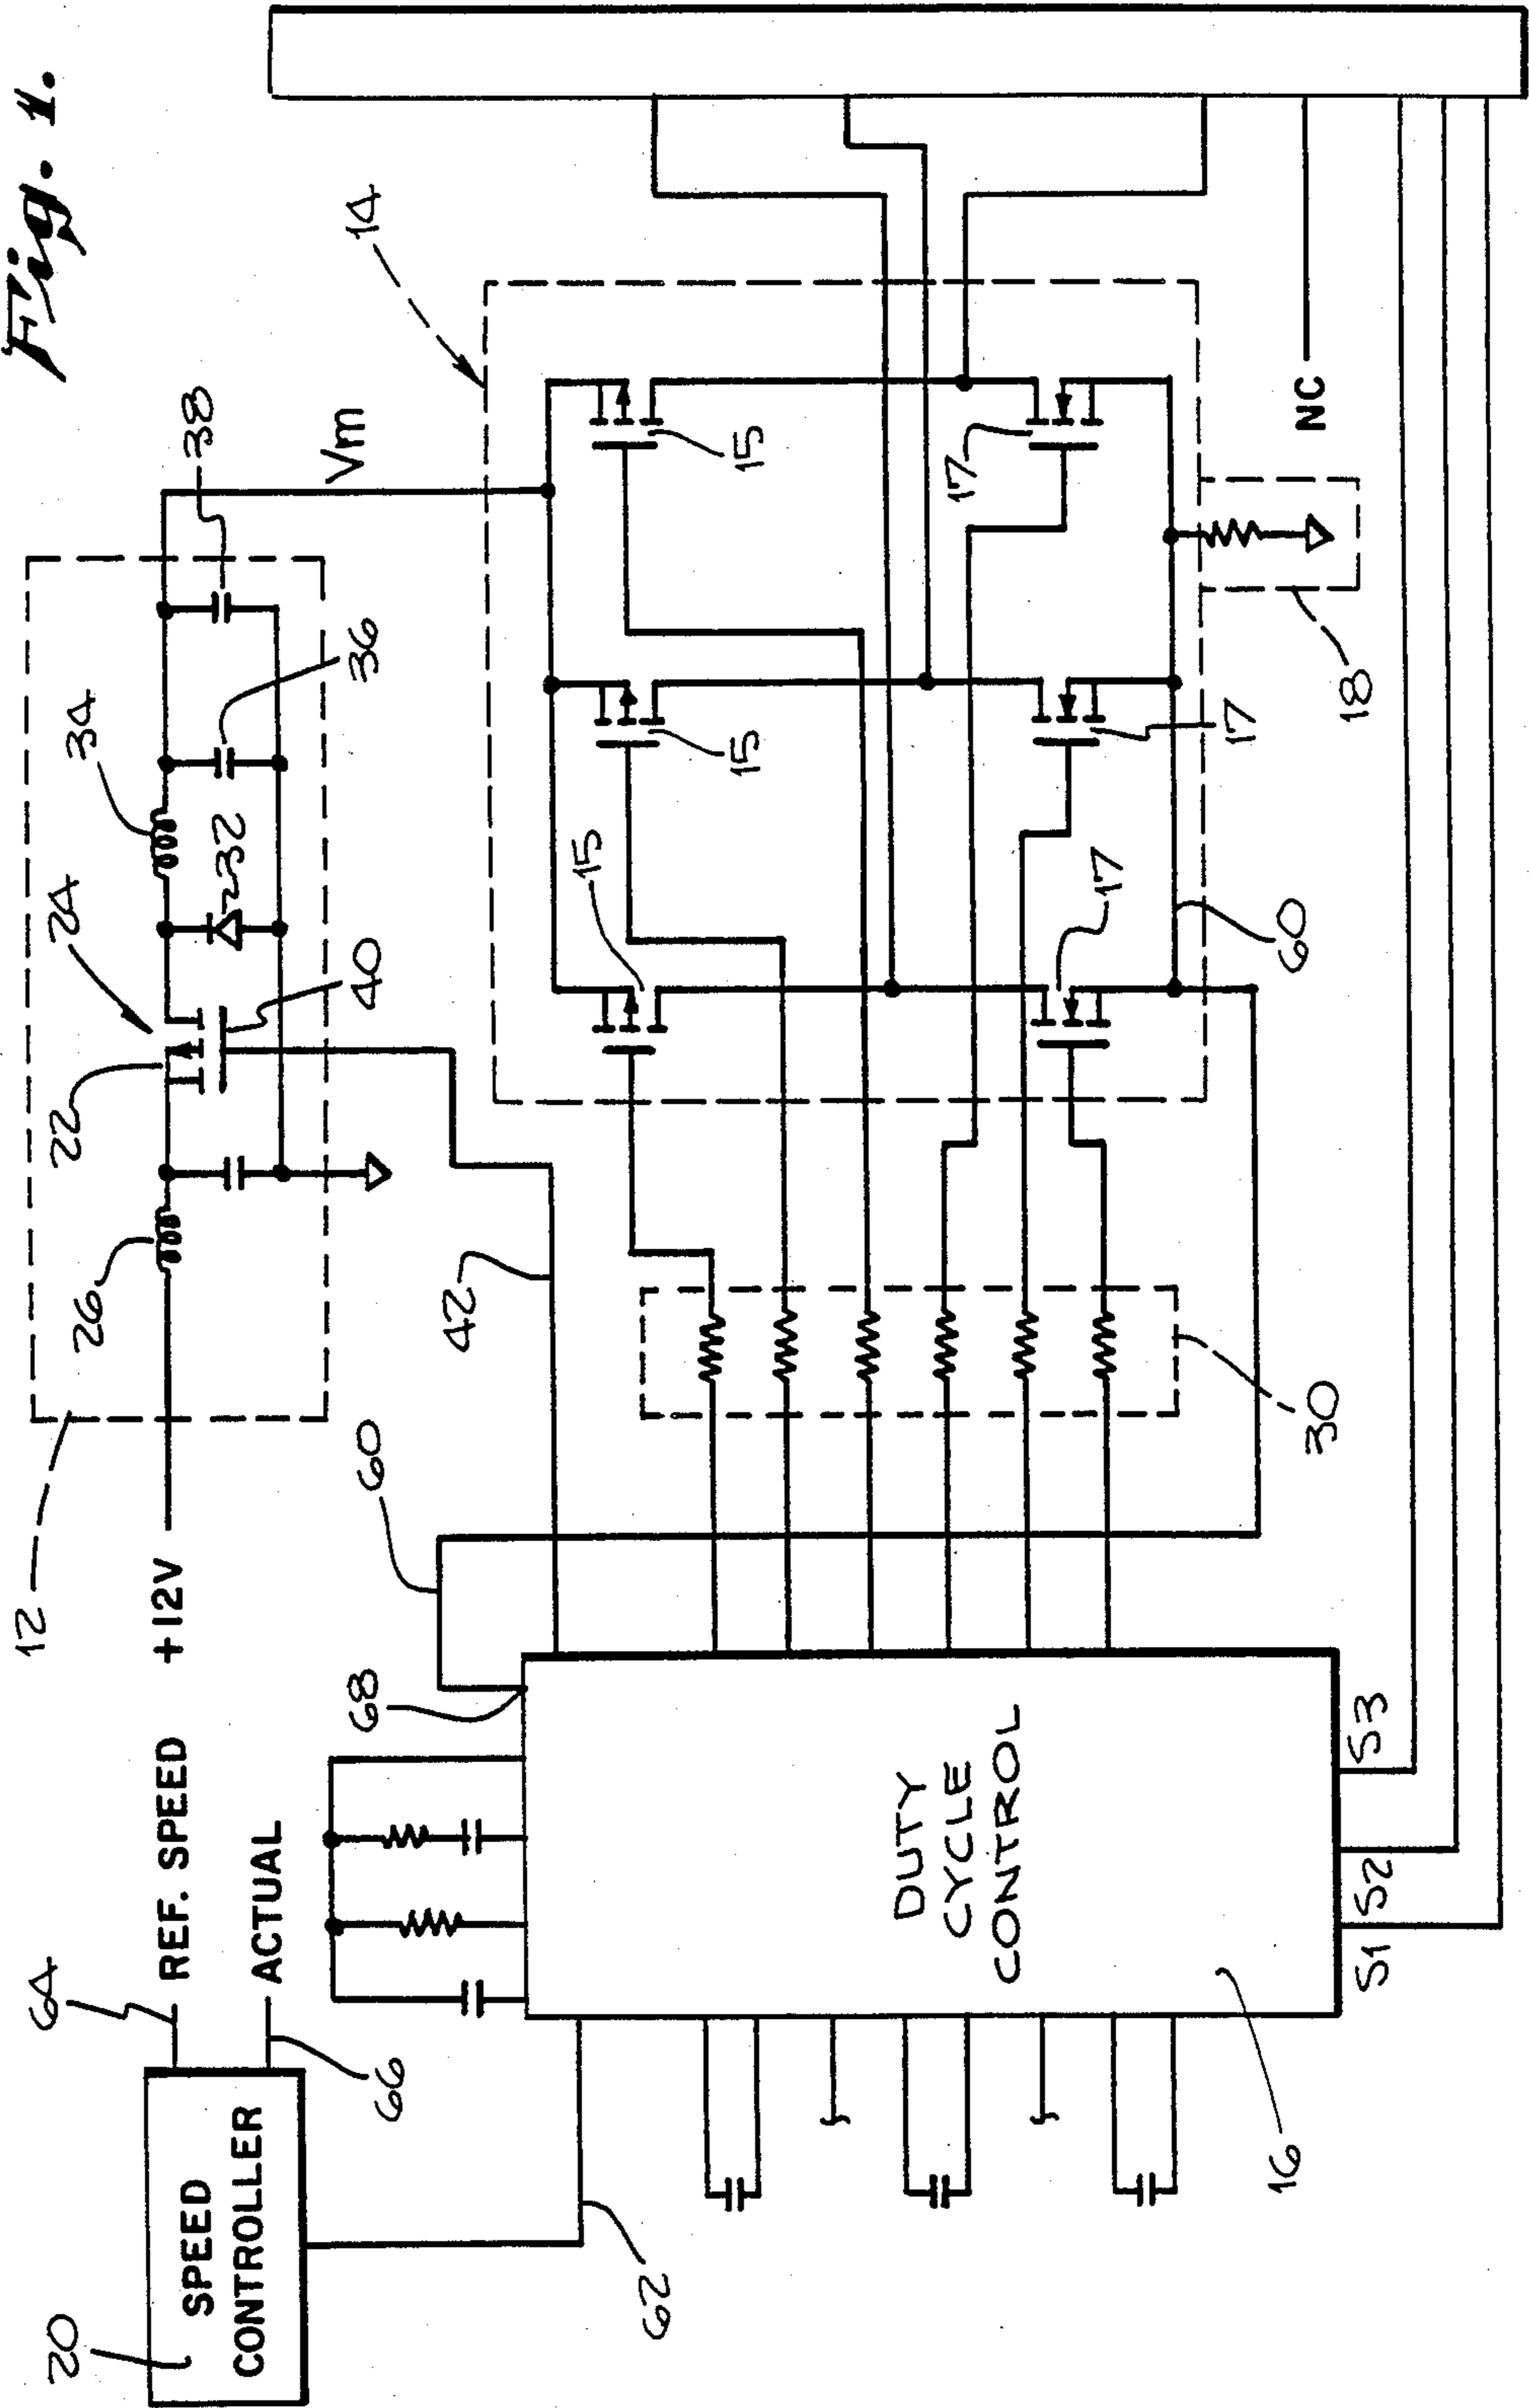 Fig. 1.
20
SPEED
CONTROLLER
64
REF. SPEED
66
ACTUAL
62
12
+12V
26
22
24
40
34
32
36
38
Vm
14
68
60
42
30
15
15
15
17
17
17
60
18
NC
DUTY
CYCLE
CONTROL
16
S1
S2
S3